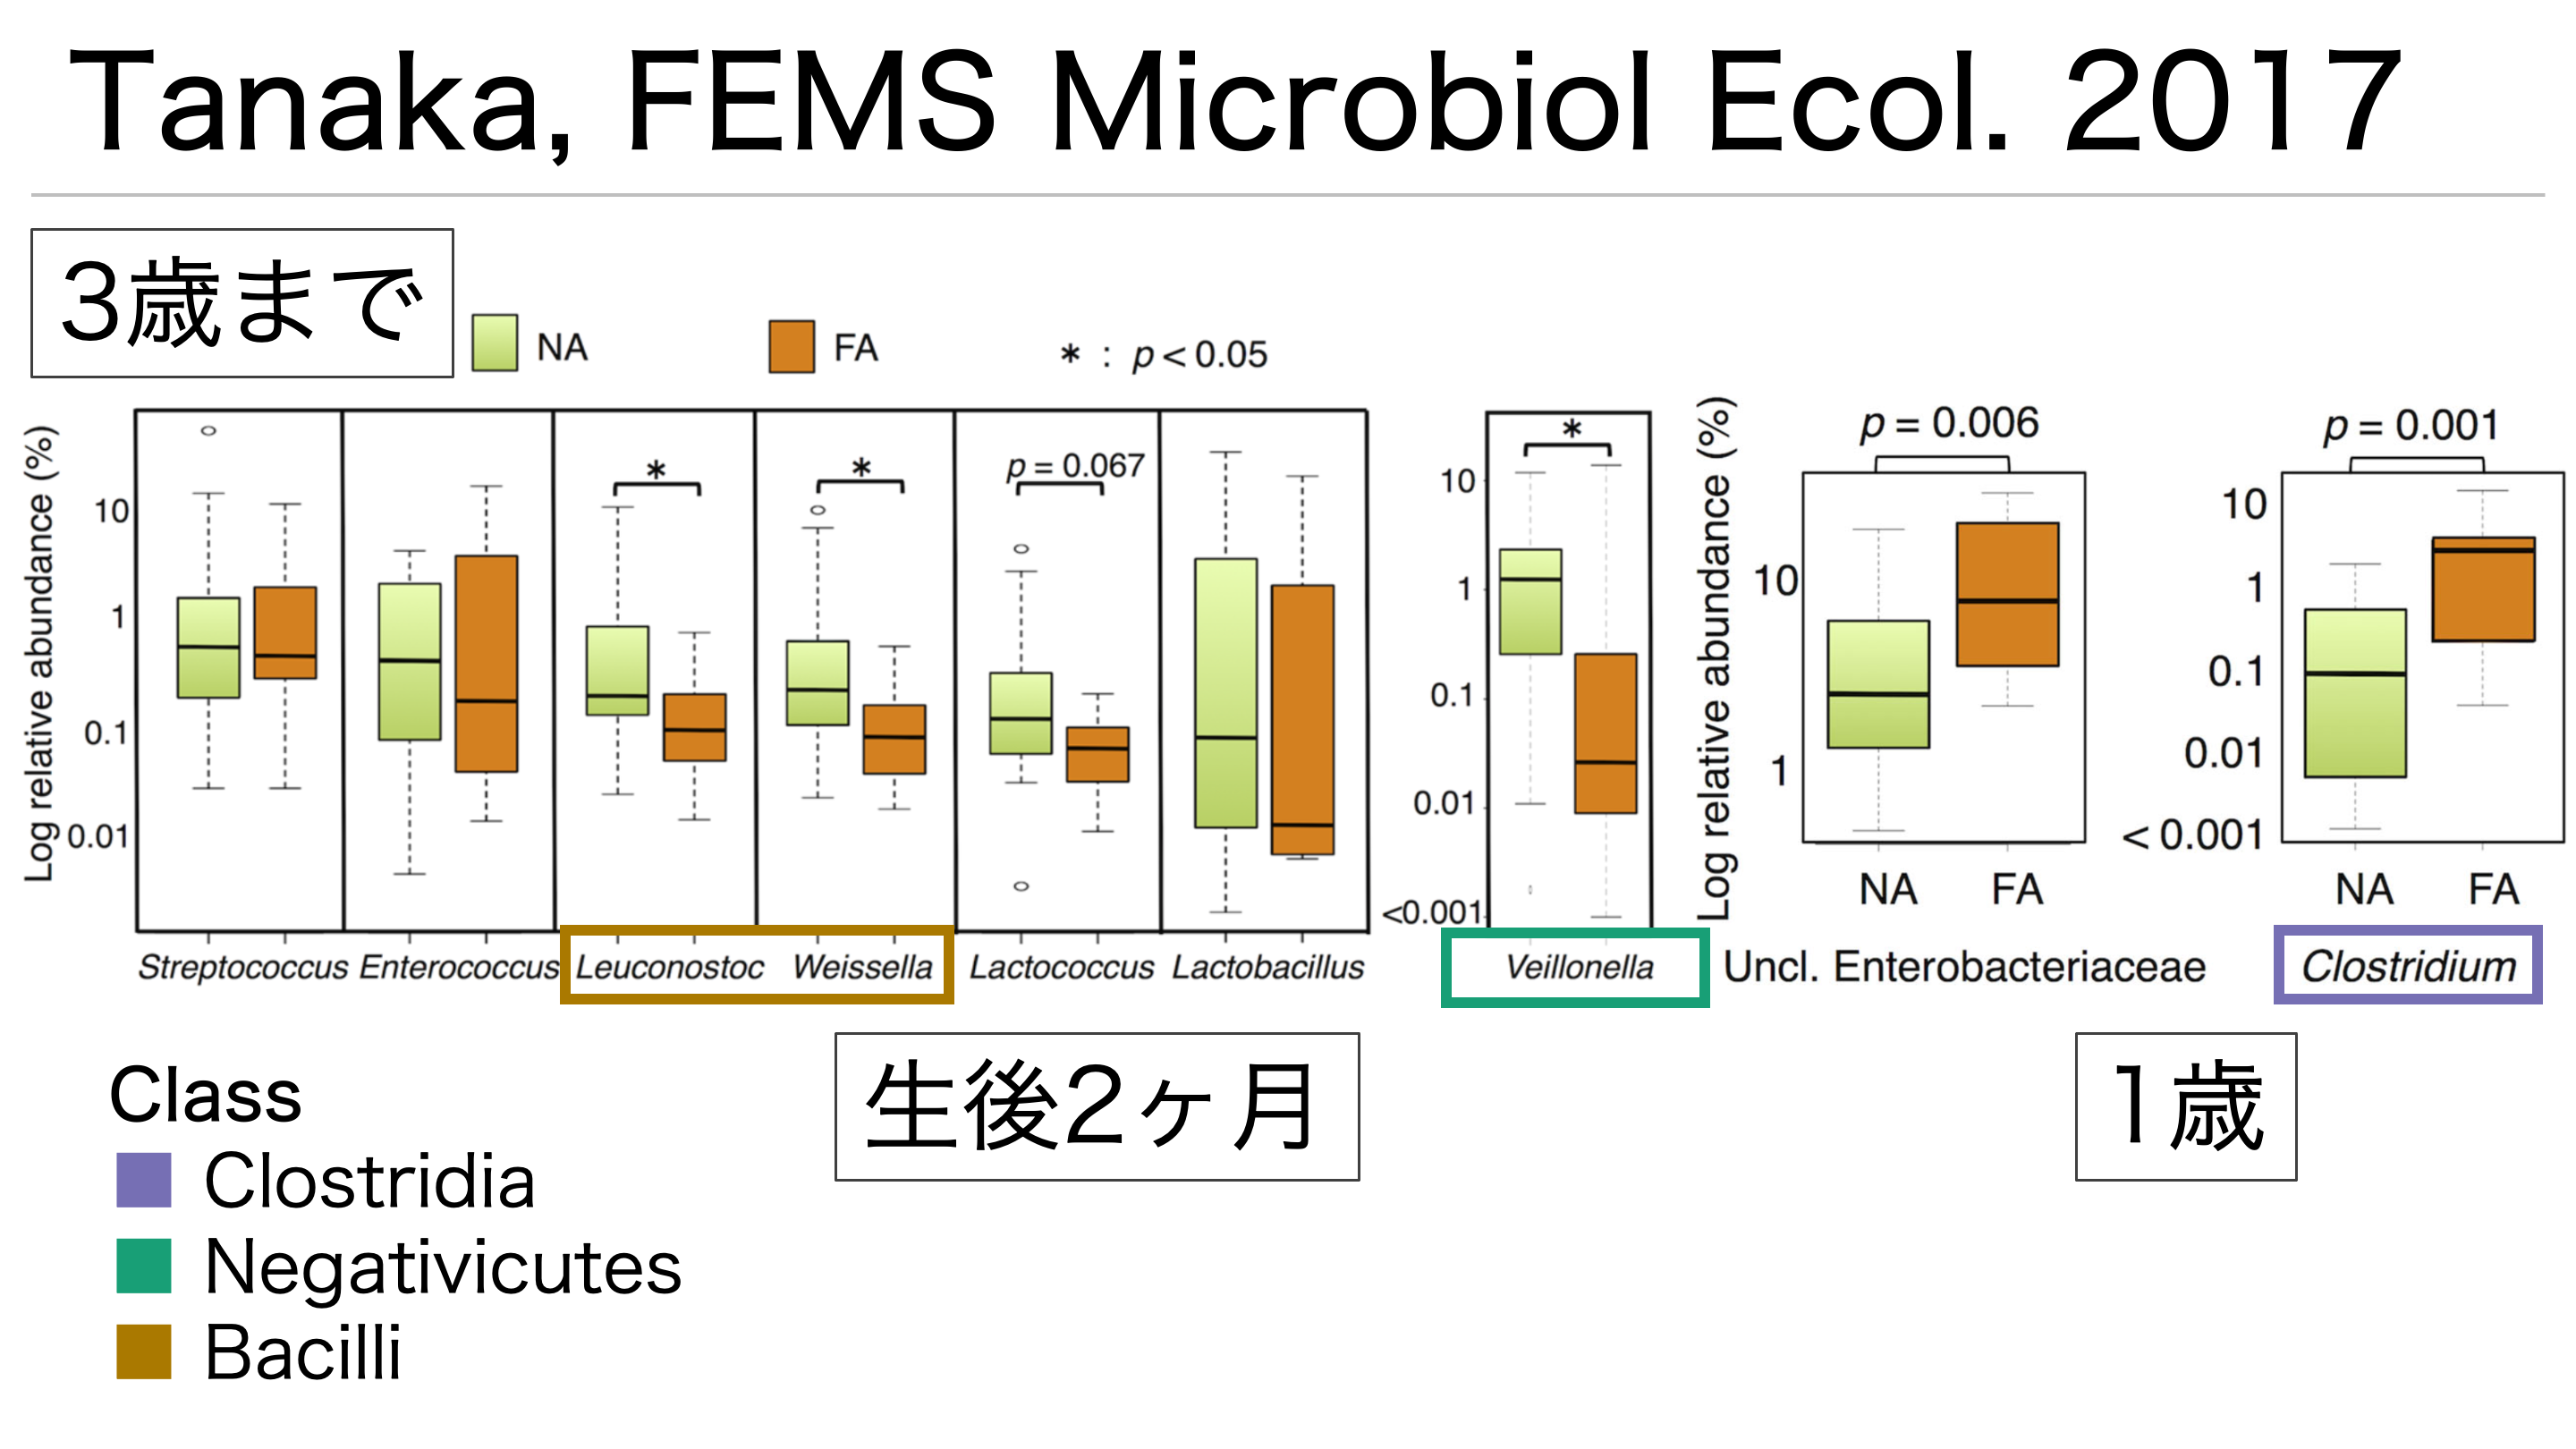 Tanaka, FEMS Microbiol Ecol. 2017
3歳まで
NA
FA
* : p < 0.05
Log relative abundance (%)
10
1
0.1
0.01
*
*
p = 0.067
Streptococcus
Enterococcus
Leuconostoc
Weissella
Lactococcus
Lactobacillus
10
1
0.1
0.01
<0.001
*
Veillonella
Log relative abundance (%)
p = 0.006
10
1
NA
FA
Uncl. Enterobacteriaceae
p = 0.001
10
1
0.1
0.01
< 0.001
NA
FA
Clostridium
生後2ヶ月
1歳
Class
Clostridia
Negativicutes
Bacilli